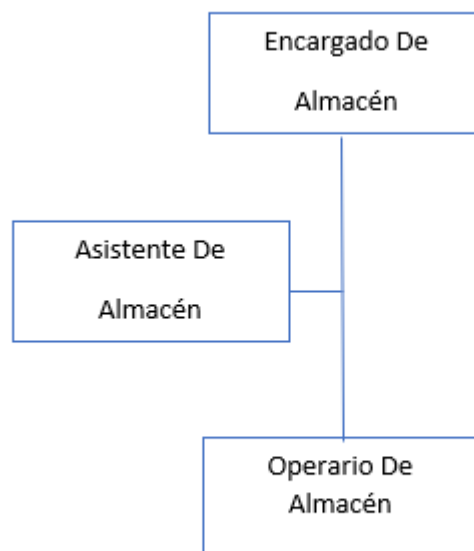 Encargado De
Almacén
Asistente De
Almacén
Operario De
Almacén